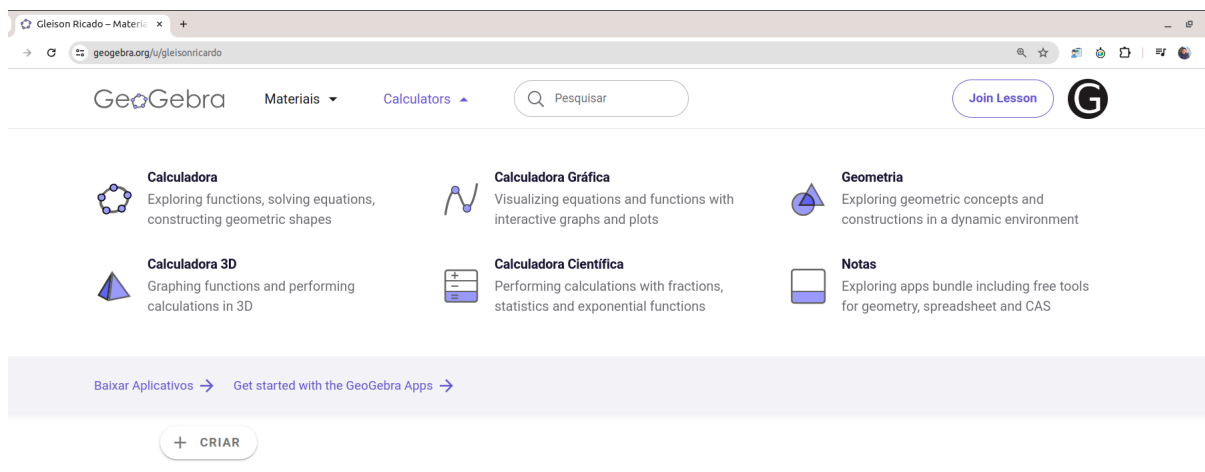 Gleison Ricado – Materia
geogebra.org/u/gleisonricardo
GeoGebra
Materiais
Calculators
Pesquisar
Join Lesson
G
Calculadora
Exploring functions, solving equations,
constructing geometric shapes
Calculadora Gráfica
Visualizing equations and functions with
interactive graphs and plots
Geometria
Exploring geometric concepts and
constructions in a dynamic environment
Calculadora 3D
Graphing functions and performing
calculations in 3D
Calculadora Científica
Performing calculations with fractions,
statistics and exponential functions
Notas
Exploring apps bundle including free tools
for geometry, spreadsheet and CAS
Baixar Aplicativos →
Get started with the GeoGebra Apps →
+ CRIAR